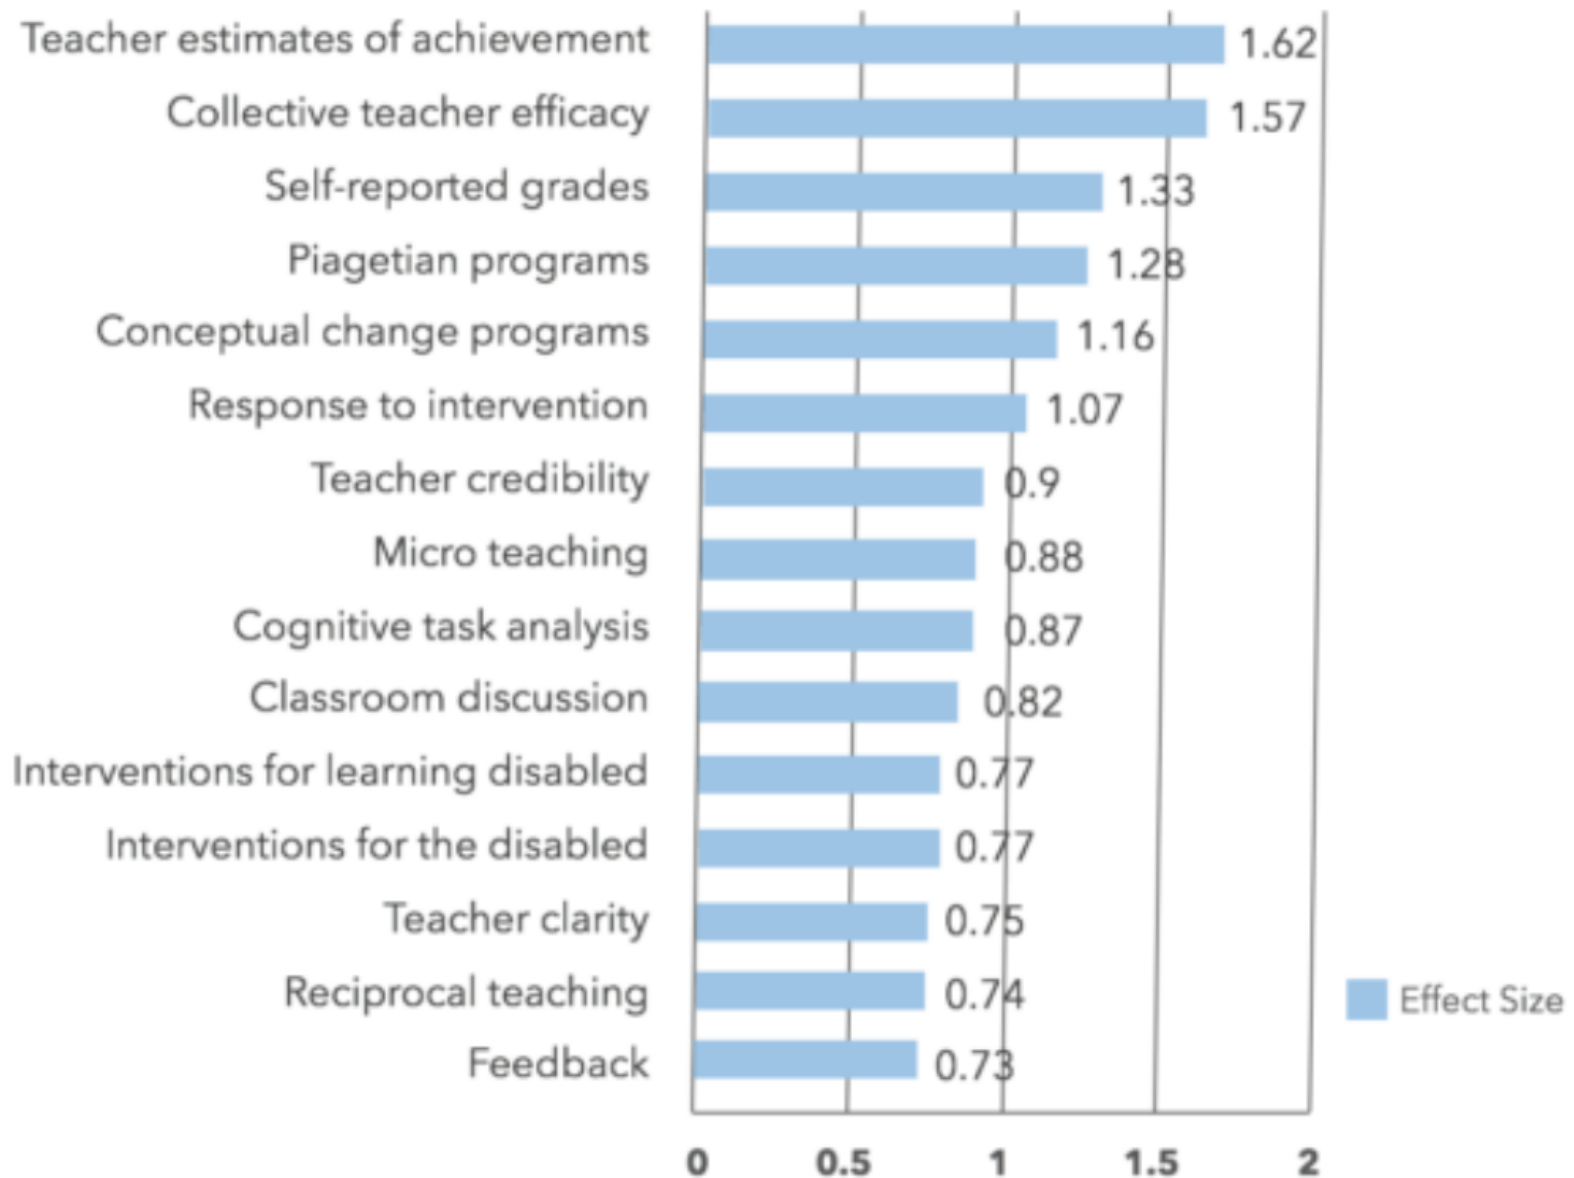 Teacher estimates of achievement 1.62
Collective teacher efficacy 1.57
Self-reported grades 1.33
Piagetian programs 1.28
Conceptual change programs 1.16
Response to intervention 1.07
Teacher credibility 0.9
Micro teaching 0.88
Cognitive task analysis 0.87
Classroom discussion 0.82
Interventions for learning disabled 0.77
Interventions for the disabled 0.77
Teacher clarity 0.75
Reciprocal teaching 0.74
Effect Size
Feedback 0.73
0 0.5 1 1.5 2